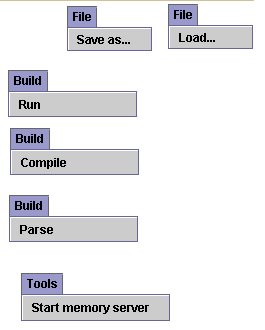 File
Save as...
File
Load...
Build
Run
Build
Compile
Build
Parse
Tools
Start memory server